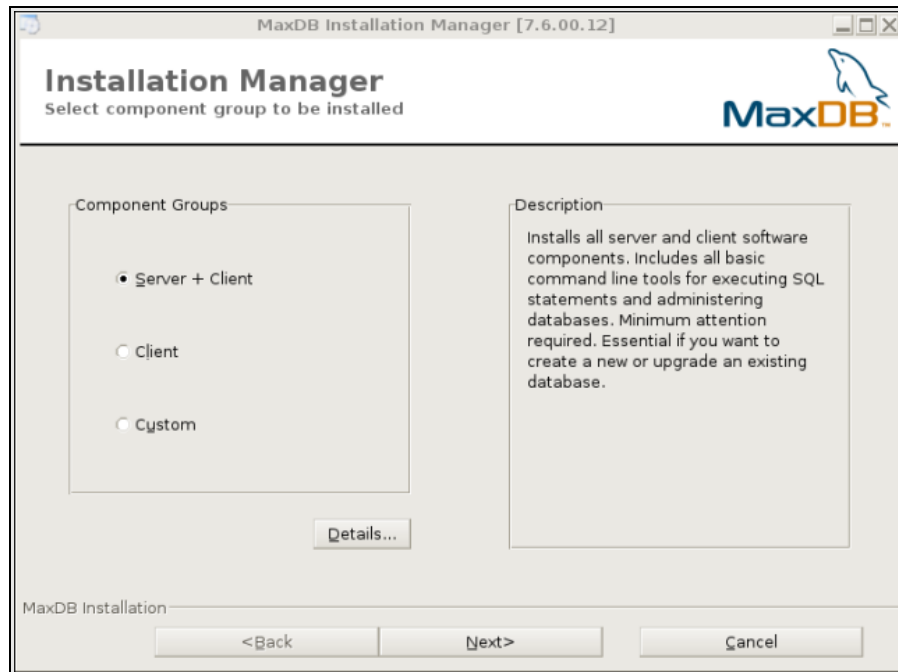 MaxDB Installation Manager [7.6.00.12]
Installation Manager
Select component group to be installed
MaxDB™
Component Groups
Server + Client
Client
Custom
Details...
Description
Installs all server and client software
components. Includes all basic
command line tools for executing SQL
statements and administering
databases. Minimum attention
required. Essential if you want to
create a new or upgrade an existing
database.
MaxDB Installation
<Back
Next>
Cancel